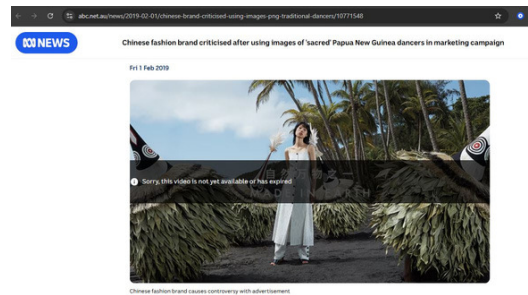 abc.net.au/news/2019-02-01/chinese-brand-criticised-using-images-png-traditional-dancers/10771548
NEWS
Chinese fashion brand criticised after using images of 'sacred' Papua New Guinea dancers in marketing campaign
Fri 1 Feb 2019
Sorry, this video is not yet available or has expired
Chinese fashion brand causes controversy with advertisement